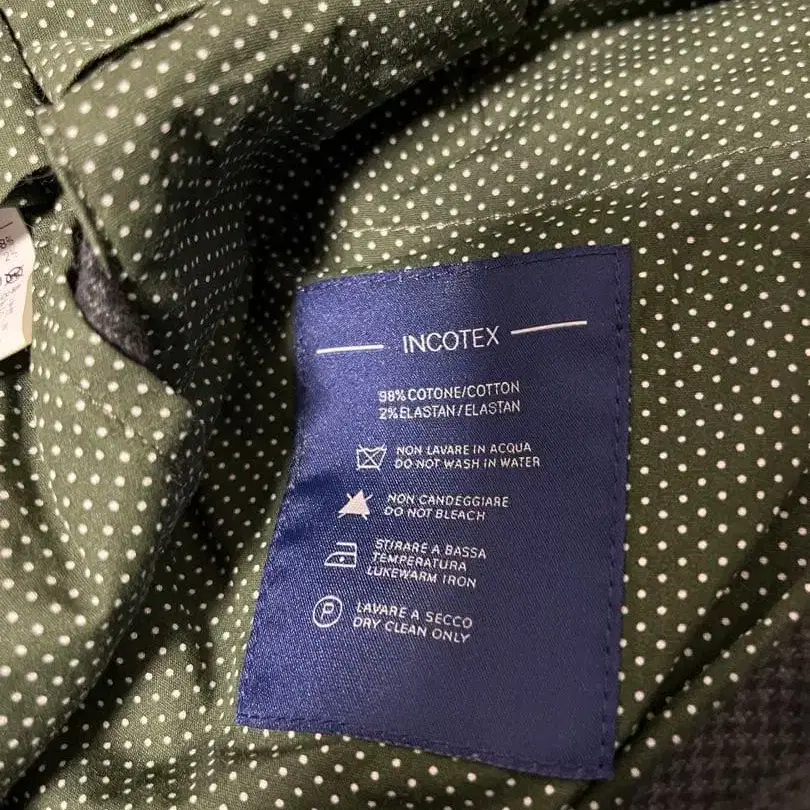 INCOTEX
98% COTONE/COTTON
2% ELASTAN/ELASTAN
NON LAVARE IN ACQUA
DO NOT WASH IN WATER
NON CANDEGGIARE
DO NOT BLEACH
STIRARE A BASSA
TEMPERATURA
LUKEWARM IRON
P
LAVARE A SECCO
DRY CLEAN ONLY